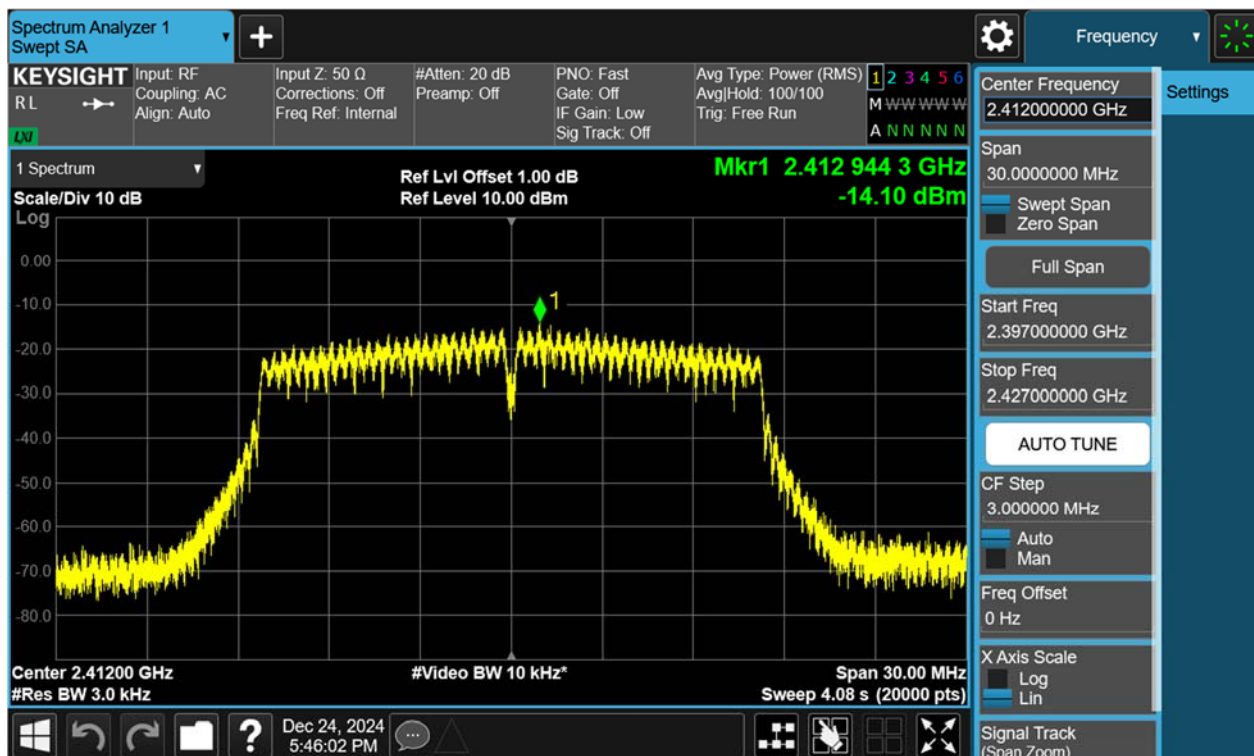 Spectrum Analyzer 1
Swept SA
Frequency
KEYSIGHT
R L
LXI
Input: RF
Coupling: AC
Align: Auto
Input Z: 50 Ω
Corrections: Off
Freq Ref: Internal
#Atten: 20 dB
Preamp: Off
PNO: Fast
Gate: Off
IF Gain: Low
Sig Track: Off
Avg Type: Power (RMS)
Avg|Hold: 100/100
Trig: Free Run
1 2 3 4 5 6
M W W W W W
A N N N N N
1 Spectrum
Scale/Div 10 dB
Log
Ref Lvl Offset 1.00 dB
Ref Level 10.00 dBm
Mkr1 2.412 944 3 GHz
-14.10 dBm
0.00
-10.0
-20.0
-30.0
-40.0
-50.0
-60.0
-70.0
-80.0
1
Center 2.41200 GHz
#Res BW 3.0 kHz
#Video BW 10 kHz*
Span 30.00 MHz
Sweep 4.08 s (20000 pts)
Center Frequency
2.412000000 GHz
Span
30.0000000 MHz
Swept Span
Zero Span
Full Span
Start Freq
2.397000000 GHz
Stop Freq
2.427000000 GHz
AUTO TUNE
CF Step
3.000000 MHz
Auto
Man
Freq Offset
0 Hz
X Axis Scale
Log
Lin
Signal Track
(Span Zoom)
Settings
?
Dec 24, 2024
5:46:02 PM